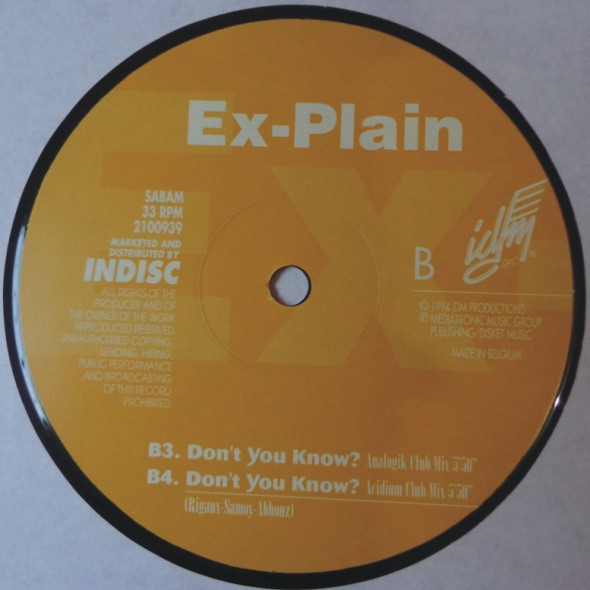 Ex-Plain
SABAM
33 RPM
2100939
MARKETED AND
DISTRIBUTED BY
INDISC
ALL RIGHTS OF THE
PRODUCER AND OF
THE OWNER OF THE WORK
REPRODUCED RESERVED
UNAUTHORISED COPYING,
LENDING, HIRING,
PUBLIC PERFORMANCE
AND BROADCASTING
OF THIS RECORD
PROHIBITED
EX
idfm
B
© 1994 JDM PRODUCTIONS
℗ MEDIATRONIC MUSIC GROUP
PUBLISHING/DISKET MUSIC
MADE IN BELGIUM
B3. Don't You Know? Analogik Club Mix 5'50"
B4. Don't You Know? Acidium Club Mix 5'50"
(Rigaux-Samoy-Abbouz)